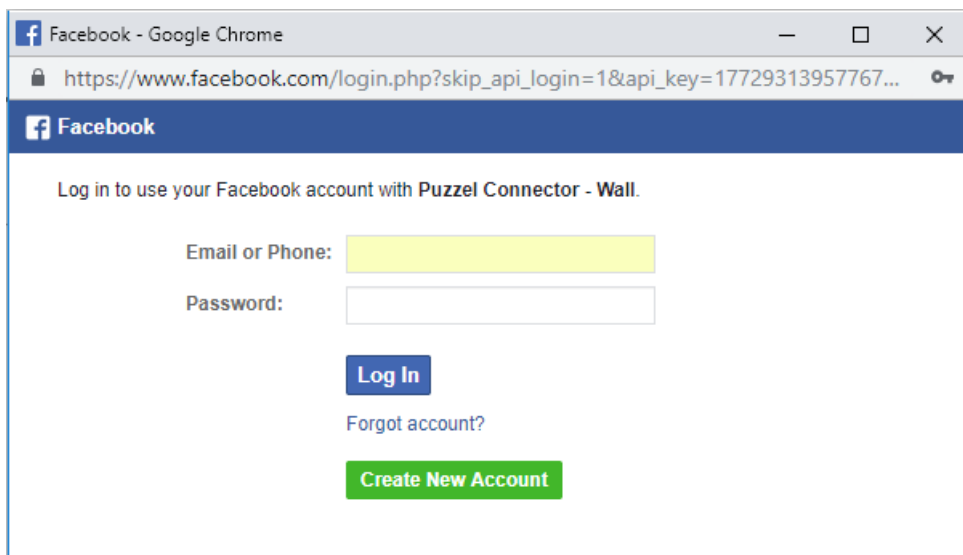 Facebook - Google Chrome
https://www.facebook.com/login.php?skip_api_login=1&api_key=17729313957767...
Facebook
Log in to use your Facebook account with Puzzel Connector - Wall.
Email or Phone:
Password:
Log In
Forgot account?
Create New Account